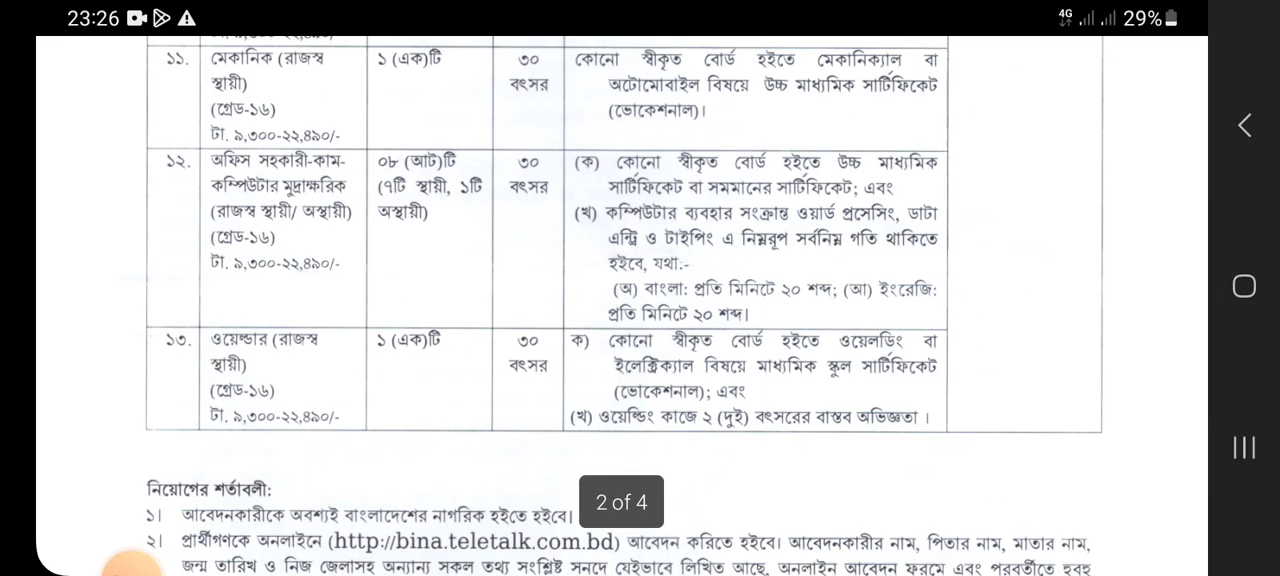 23:26
4G
29%
১১.
মেকানিক (রাজস্ব
স্থায়ী)
(গ্রেড-১৬)
টা. ৯,৩০০-২২,৪৯০/-
১ (এক)টি
৩০
বৎসর
কোনো স্বীকৃত বোর্ড হইতে মেকানিক্যাল বা
অটোমোবাইল বিষয়ে উচ্চ মাধ্যমিক সার্টিফিকেট
(ভোকেশনাল)।
১২.
অফিস সহকারী-কাম-
কম্পিউটার মুদ্রাক্ষরিক
(রাজস্ব স্থায়ী/ অস্থায়ী)
(গ্রেড-১৬)
টা. ৯,৩০০-২২,৪৯০/-
০৮ (আট)টি
(৭টি স্থায়ী, ১টি
অস্থায়ী)
৩০
বৎসর
(ক) কোনো স্বীকৃত বোর্ড হইতে উচ্চ মাধ্যমিক
সার্টিফিকেট বা সমমানের সার্টিফিকেট; এবং
(খ) কম্পিউটার ব্যবহার সংক্রান্ত ওয়ার্ড প্রসেসিং, ডাটা
এন্ট্রি ও টাইপিং এ নিম্নরূপ সর্বনিম্ন গতি থাকিতে
হইবে, যথা:-
(অ) বাংলা: প্রতি মিনিটে ২০ শব্দ; (আ) ইংরেজি:
প্রতি মিনিটে ২০ শব্দ।
১৩.
ওয়েল্ডার (রাজস্ব
স্থায়ী)
(গ্রেড-১৬)
টা. ৯,৩০০-২২,৪৯০/-
১ (এক)টি
৩০
বৎসর
ক) কোনো স্বীকৃত বোর্ড হইতে ওয়েলডিং বা
ইলেক্ট্রিক্যাল বিষয়ে মাধ্যমিক স্কুল সার্টিফিকেট
(ভোকেশনাল); এবং
(খ) ওয়েল্ডিং কাজে ২ (দুই) বৎসরের বাস্তব অভিজ্ঞতা ।
নিয়োগের শর্তাবলী:
2 of 4
১। আবেদনকারীকে অবশ্যই বাংলাদেশের নাগরিক হইতে হইবে।
২। প্রার্থীগণকে অনলাইনে (http://bina.teletalk.com.bd) আবেদন করিতে হইবে। আবেদনকারীর নাম, পিতার নাম, মাতার নাম,
জন্ম তারিখ ও নিজ জেলাসহ অন্যান্য সকল তথ্য সংশ্লিষ্ট সনদে যেইভাবে লিখিত আছে, অনলাইন আবেদন ফরমে এবং পরবর্তীতে হুবহু